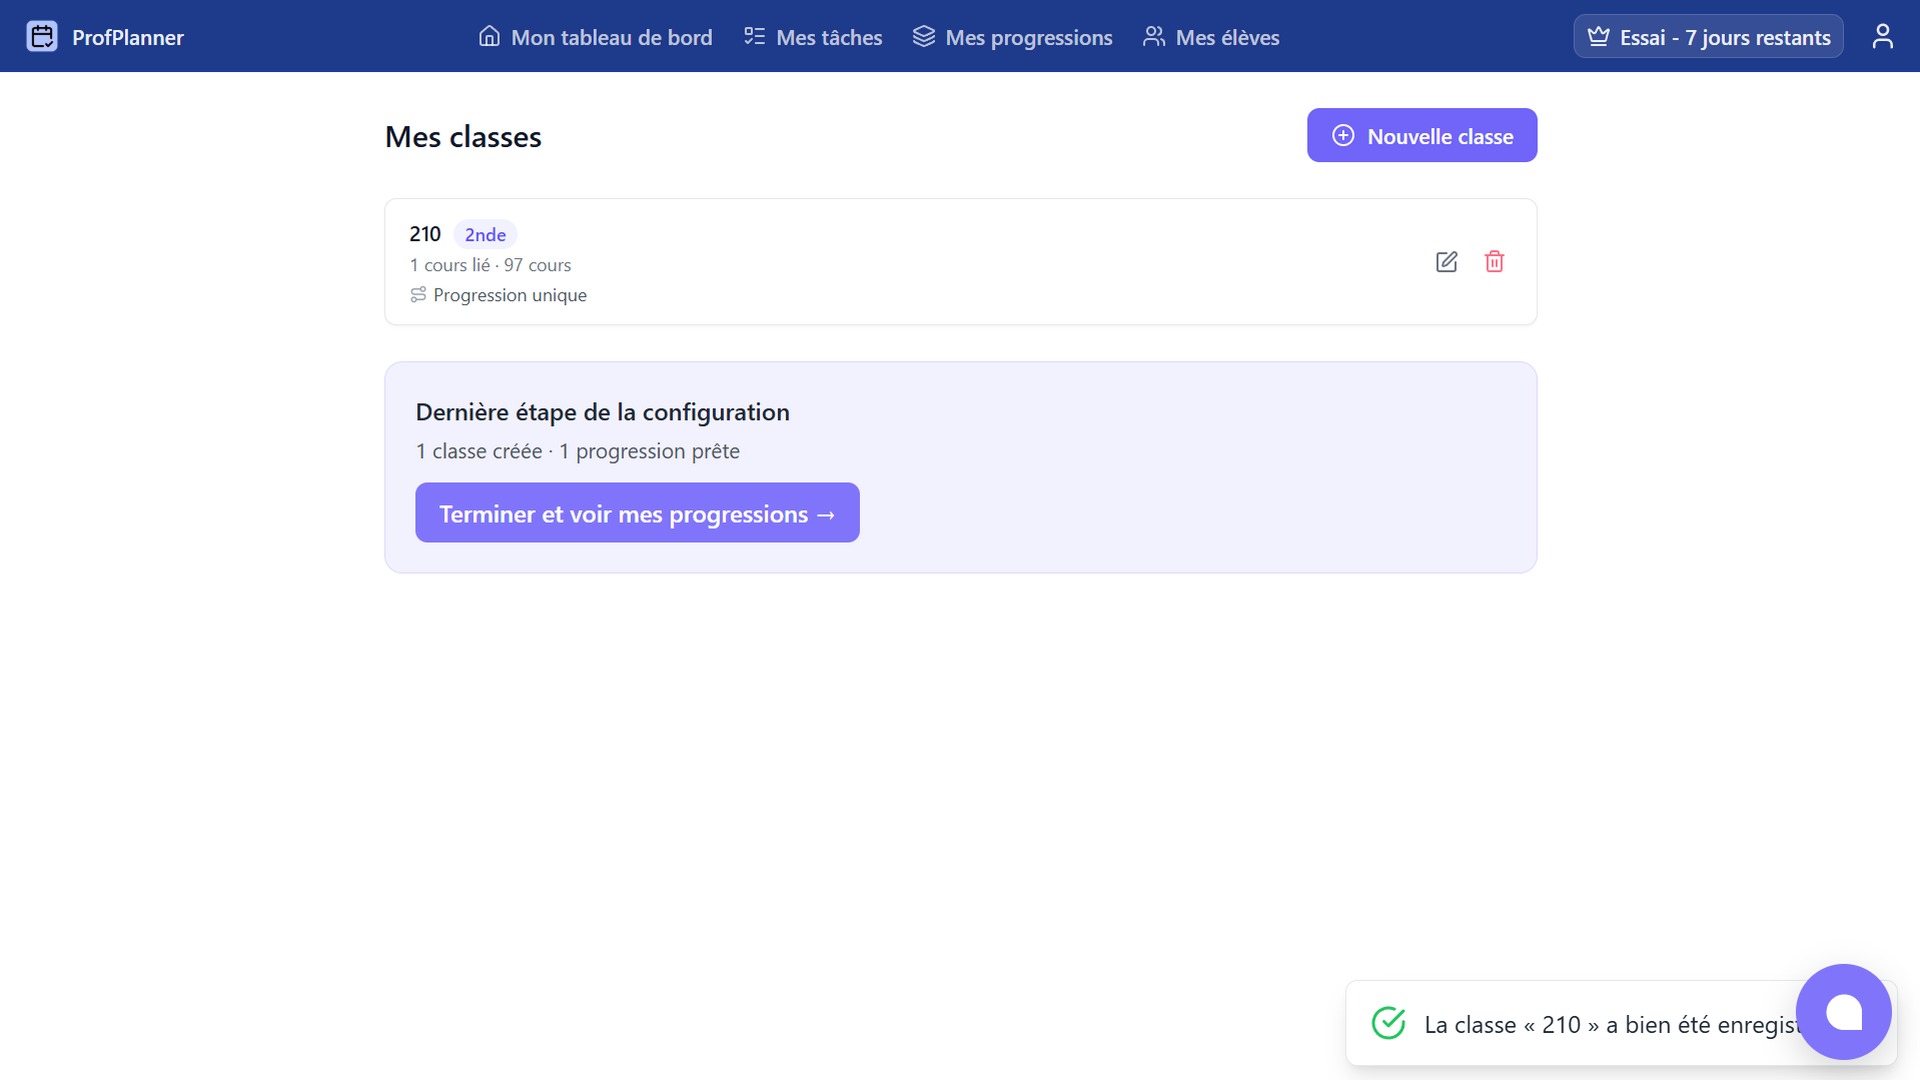 ProfPlanner
Mon tableau de bord
Mes tâches
Mes progressions
Mes élèves
Essai - 7 jours restants
Mes classes
Nouvelle classe
210 2nde
1 cours lié · 97 cours
Progression unique
Dernière étape de la configuration
1 classe créée · 1 progression prête
Terminer et voir mes progressions →
La classe « 210 » a bien été